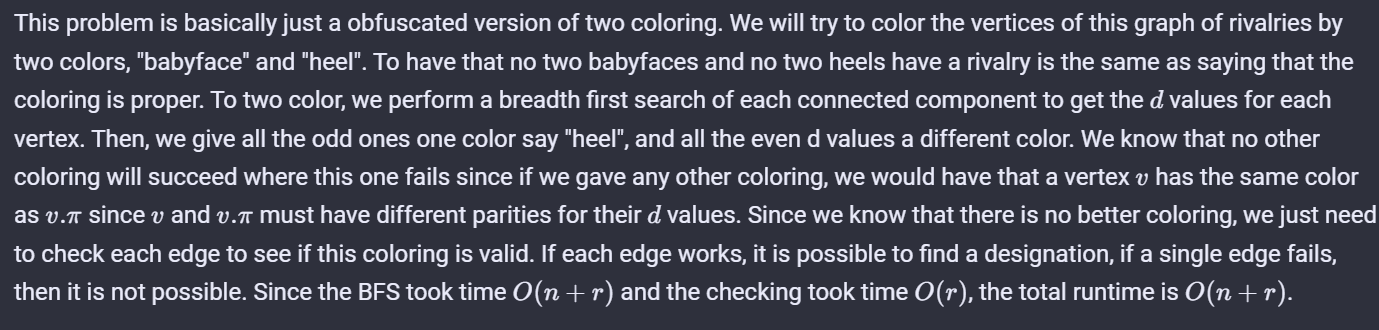 This problem is basically just a obfuscated version of two coloring. We will try to color the vertices of this graph of rivalries by
two colors, "babyface" and "heel". To have that no two babyfaces and no two heels have a rivalry is the same as saying that the
coloring is proper. To two color, we perform a breadth first search of each connected component to get the d values for each
vertex. Then, we give all the odd ones one color say "heel", and all the even d values a different color. We know that no other
coloring will succeed where this one fails since if we gave any other coloring, we would have that a vertex v has the same color
as v.π since v and v.π must have different parities for their d values. Since we know that there is no better coloring, we just need
to check each edge to see if this coloring is valid. If each edge works, it is possible to find a designation, if a single edge fails,
then it is not possible. Since the BFS took time O(n + r) and the checking took time O(r), the total runtime is O(n + r).